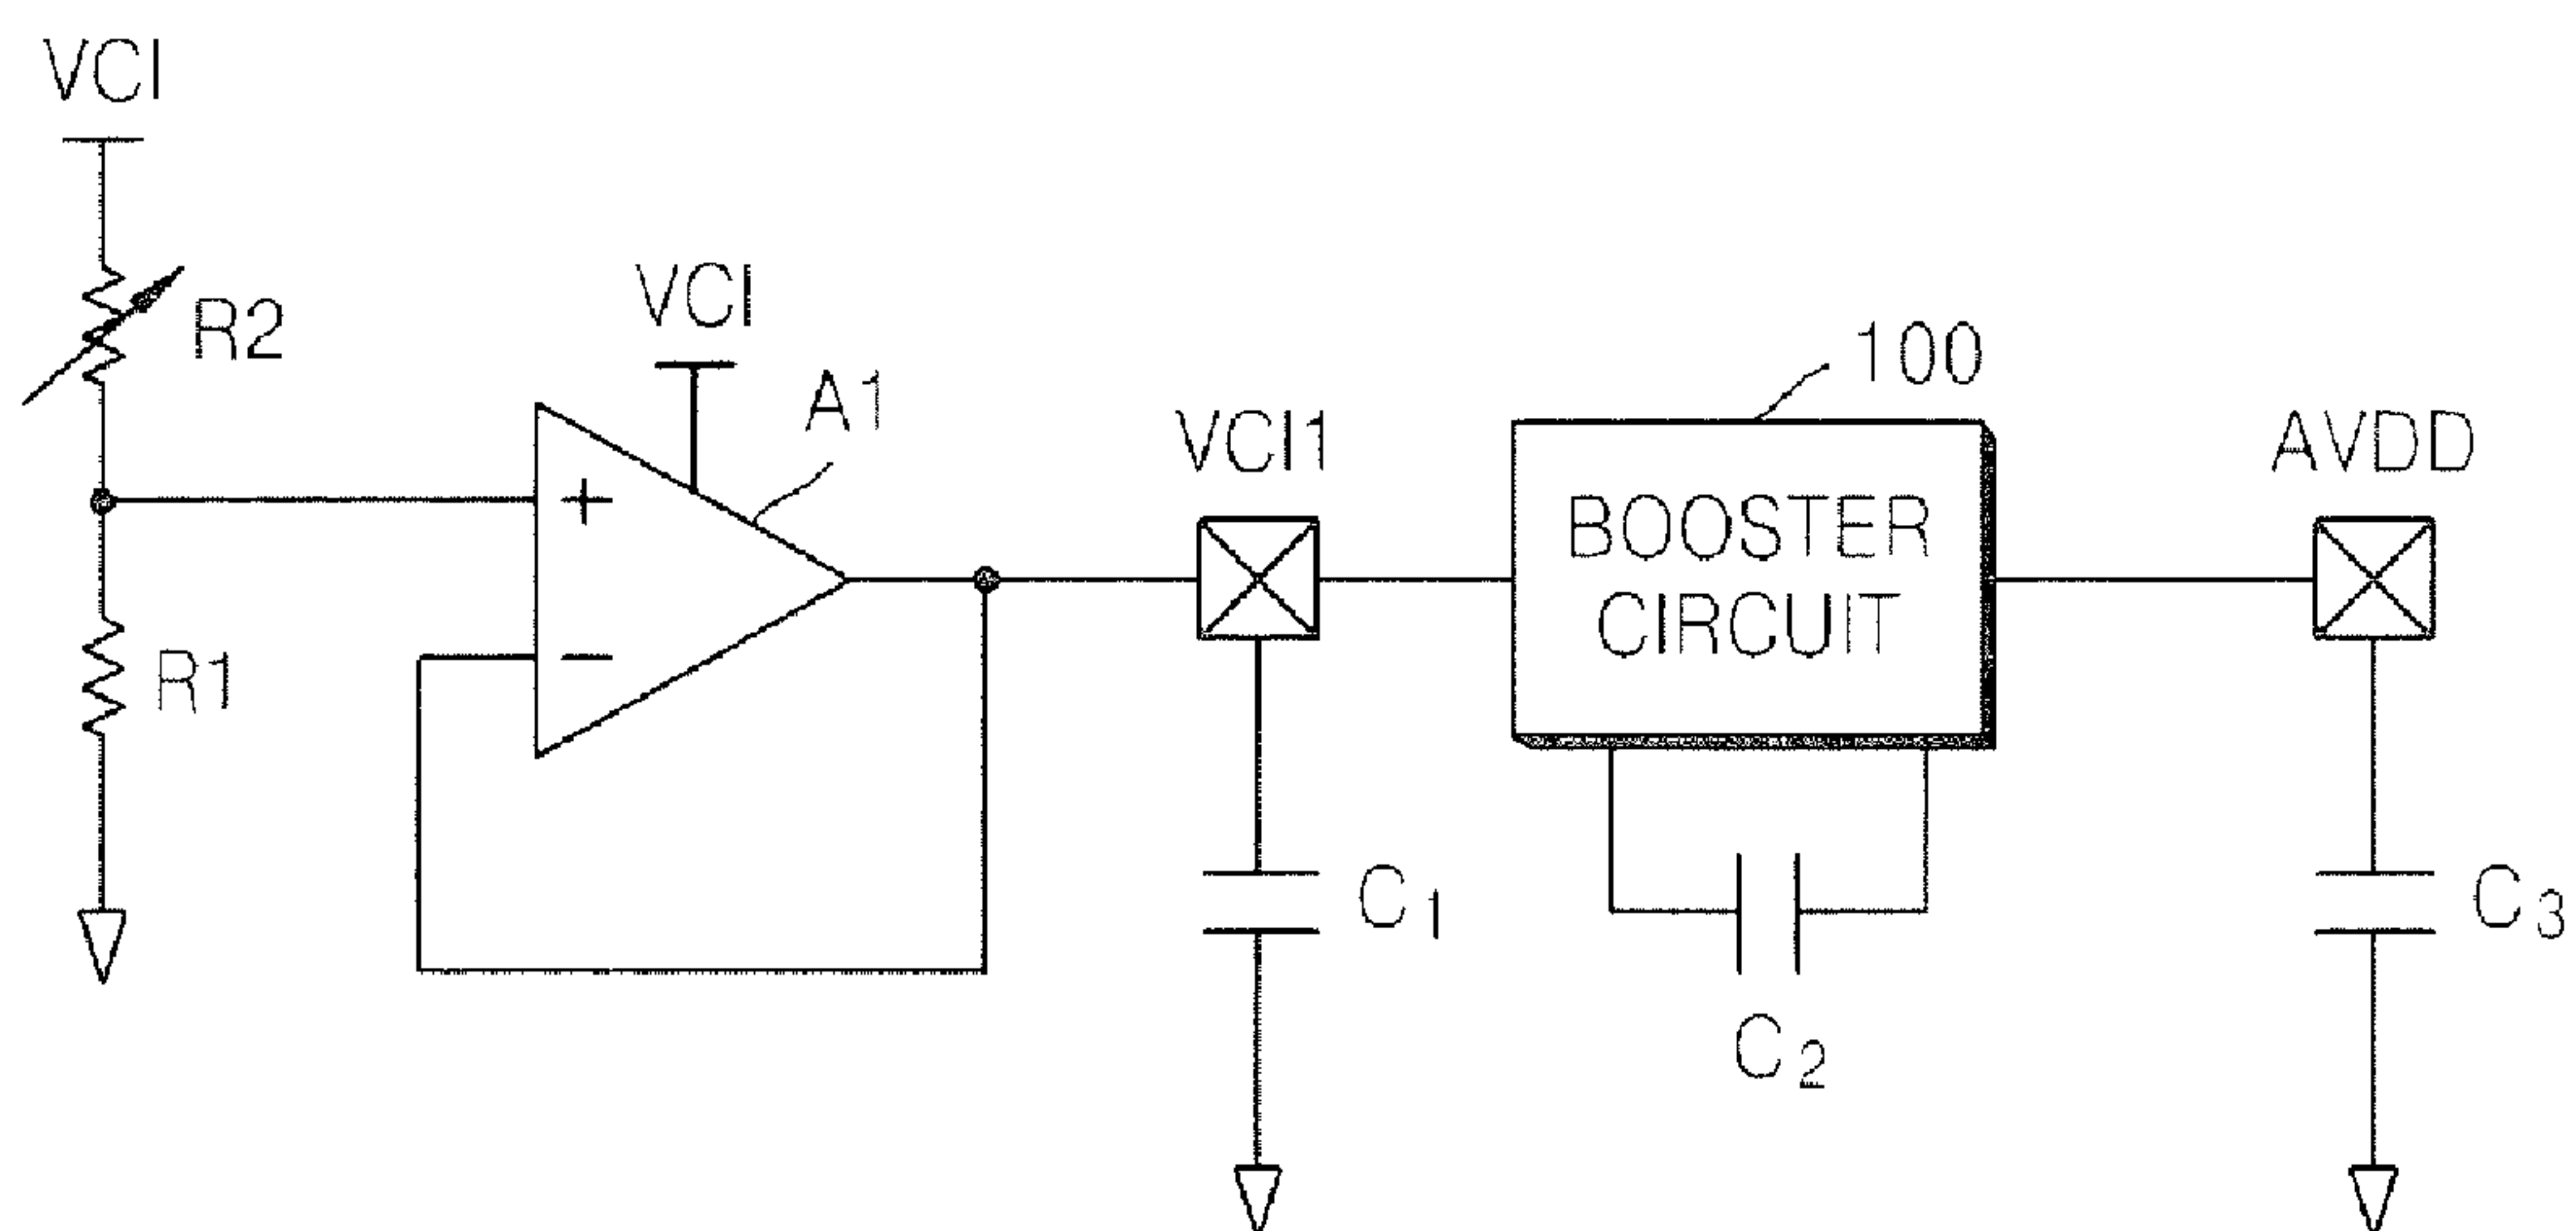 VCI
R2
R1
VCI
A1
+
−
VCI1
C1
100
BOOSTER
CIRCUIT
C2
AVDD
C3